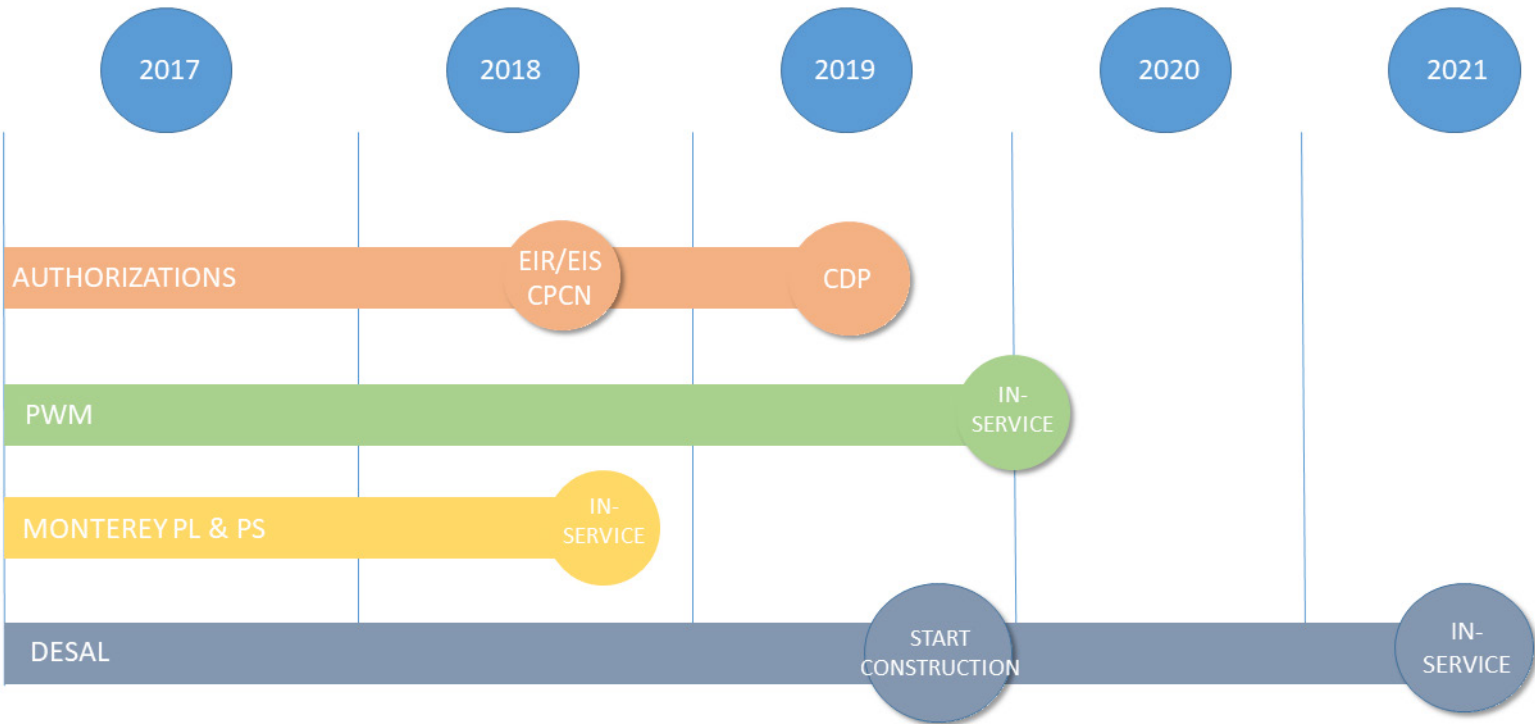 2017
2018
2019
2020
2021
AUTHORIZATIONS
EIR/EIS
CPCN
CDP
PWM
IN-
SERVICE
MONTEREY PL & PS
IN-
SERVICE
DESAL
START
CONSTRUCTION
IN-
SERVICE